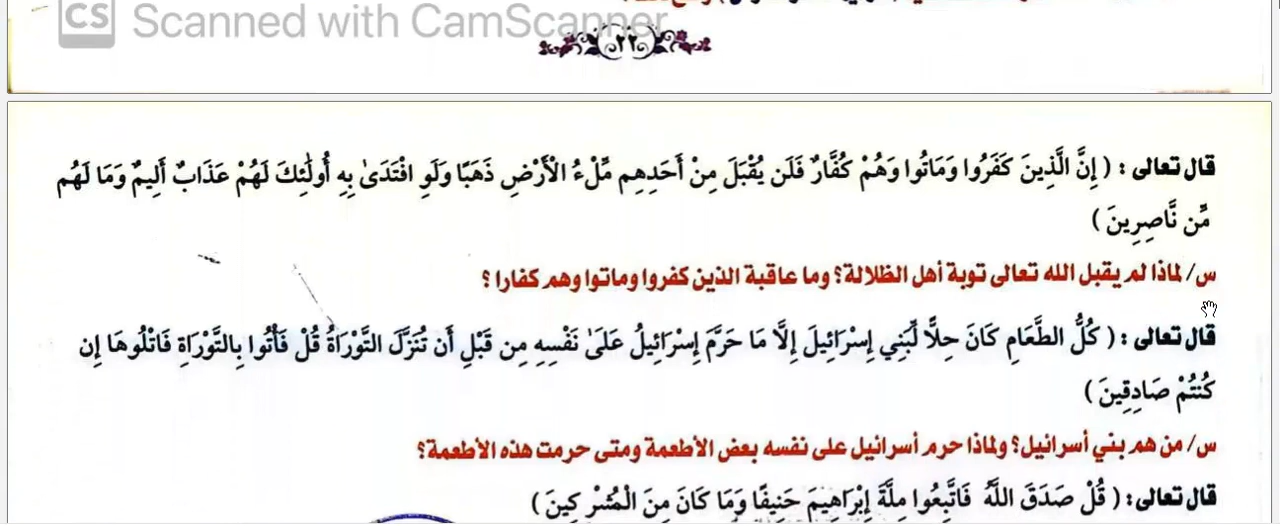 CS Scanned with CamScanner
٢٢
قال تعالى : ( إِنَّ الَّذِينَ كَفَرُوا وَمَاتُوا وَهُمْ كُفَّارٌ فَلَن يُقْبَلَ مِنْ أَحَدِهِم مِّلْءُ الْأَرْضِ ذَهَبًا وَلَوِ افْتَدَىٰ بِهِ أُولَٰئِكَ لَهُمْ عَذَابٌ أَلِيمٌ وَمَا لَهُم
مِّن نَّاصِرِينَ )
س/ لماذا لم يقبل الله تعالى توبة أهل الظلالة؟ وما عاقبة الذين كفروا وماتوا وهم كفارا ؟
قال تعالى : ( كُلُّ الطَّعَامِ كَانَ حِلًّا لِّبَنِي إِسْرَائِيلَ إِلَّا مَا حَرَّمَ إِسْرَائِيلُ عَلَىٰ نَفْسِهِ مِن قَبْلِ أَن تُنَزَّلَ التَّوْرَاةُ قُلْ فَأْتُوا بِالتَّوْرَاةِ فَاتْلُوهَا إِن
كُنتُمْ صَادِقِينَ )
س/ من هم بني أسرائيل؟ ولماذا حرم أسرائيل على نفسه بعض الأطعمة ومتى حرمت هذه الأطعمة؟
قال تعالى: ( قُلْ صَدَقَ اللَّهُ فَاتَّبِعُوا مِلَّةَ إِبْرَاهِيمَ حَنِيفًا وَمَا كَانَ مِنَ الْمُشْرِكِينَ )